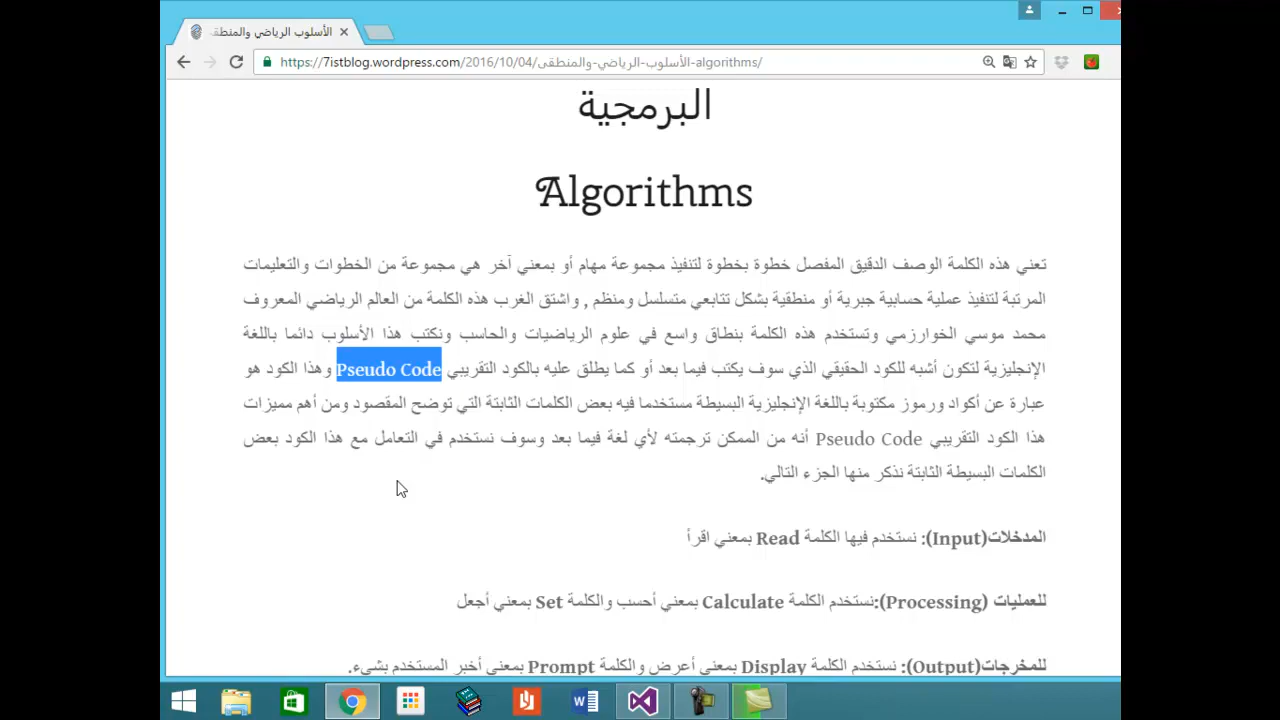 الأسلوب الرياضي والمنطق
https://7istblog.wordpress.com/2016/10/04/الأسلوب-الرياضي-والمنطقى-algorithms/
البرمجية
Algorithms
تعني هذه الكلمة الوصف الدقيق المفصل خطوة بخطوة لتنفيذ مجموعة مهام أو بمعني آخر هي مجموعة من الخطوات والتعليمات
المرتبة لتنفيذ عملية حسابية جبرية أو منطقية بشكل تتابعي متسلسل ومنظم , واشتق الغرب هذه الكلمة من العالم الرياضي المعروف
محمد موسي الخوارزمي وتستخدم هذه الكلمة بنطاق واسع في علوم الرياضيات والحاسب ونكتب هذا الأسلوب دائما باللغة
الإنجليزية لتكون أشبه للكود الحقيقي الذي سوف يكتب فيما بعد أو كما يطلق عليه بالكود التقريبي Pseudo Code وهذا الكود هو
عبارة عن أكواد ورموز مكتوبة باللغة الإنجليزية البسيطة مستخدما فيه بعض الكلمات الثابتة التي توضح المقصود ومن أهم مميزات
هذا الكود التقريبي Pseudo Code أنه من الممكن ترجمته لأي لغة فيما بعد وسوف نستخدم في التعامل مع هذا الكود بعض
الكلمات البسيطة الثابتة نذكر منها الجزء التالي.
المدخلات(Input): نستخدم فيها الكلمة Read بمعني اقرأ
للعمليات (Processing):نستخدم الكلمة Calculate بمعني أحسب والكلمة Set بمعني أجعل
للمخرجات(Output): نستخدم الكلمة Display بمعني أعرض والكلمة Prompt بمعني أخبر المستخدم بشيء.